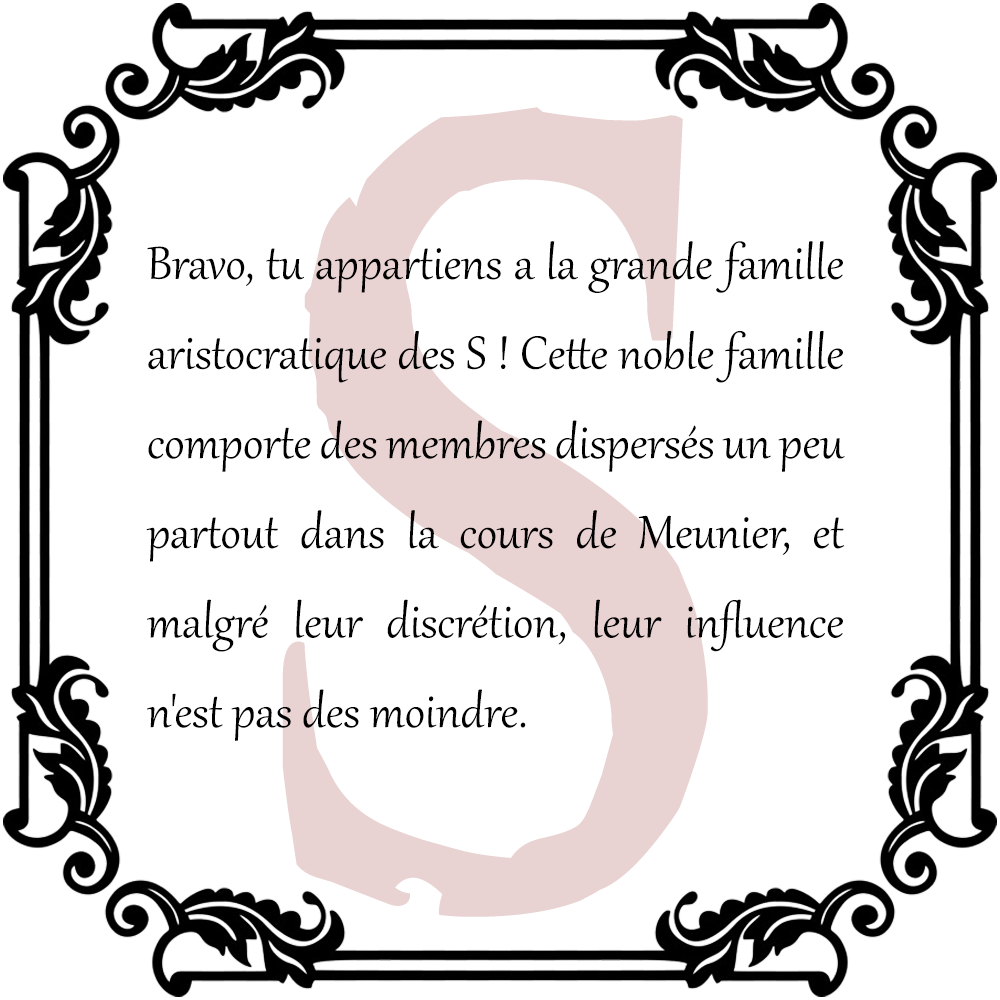 Bravo, tu appartiens a la grande famille
aristocratique des S ! Cette noble famille
comporte des membres dispersés un peu
partout dans la cours de Meunier, et
malgré leur discrétion, leur influence
n'est pas des moindre.
S